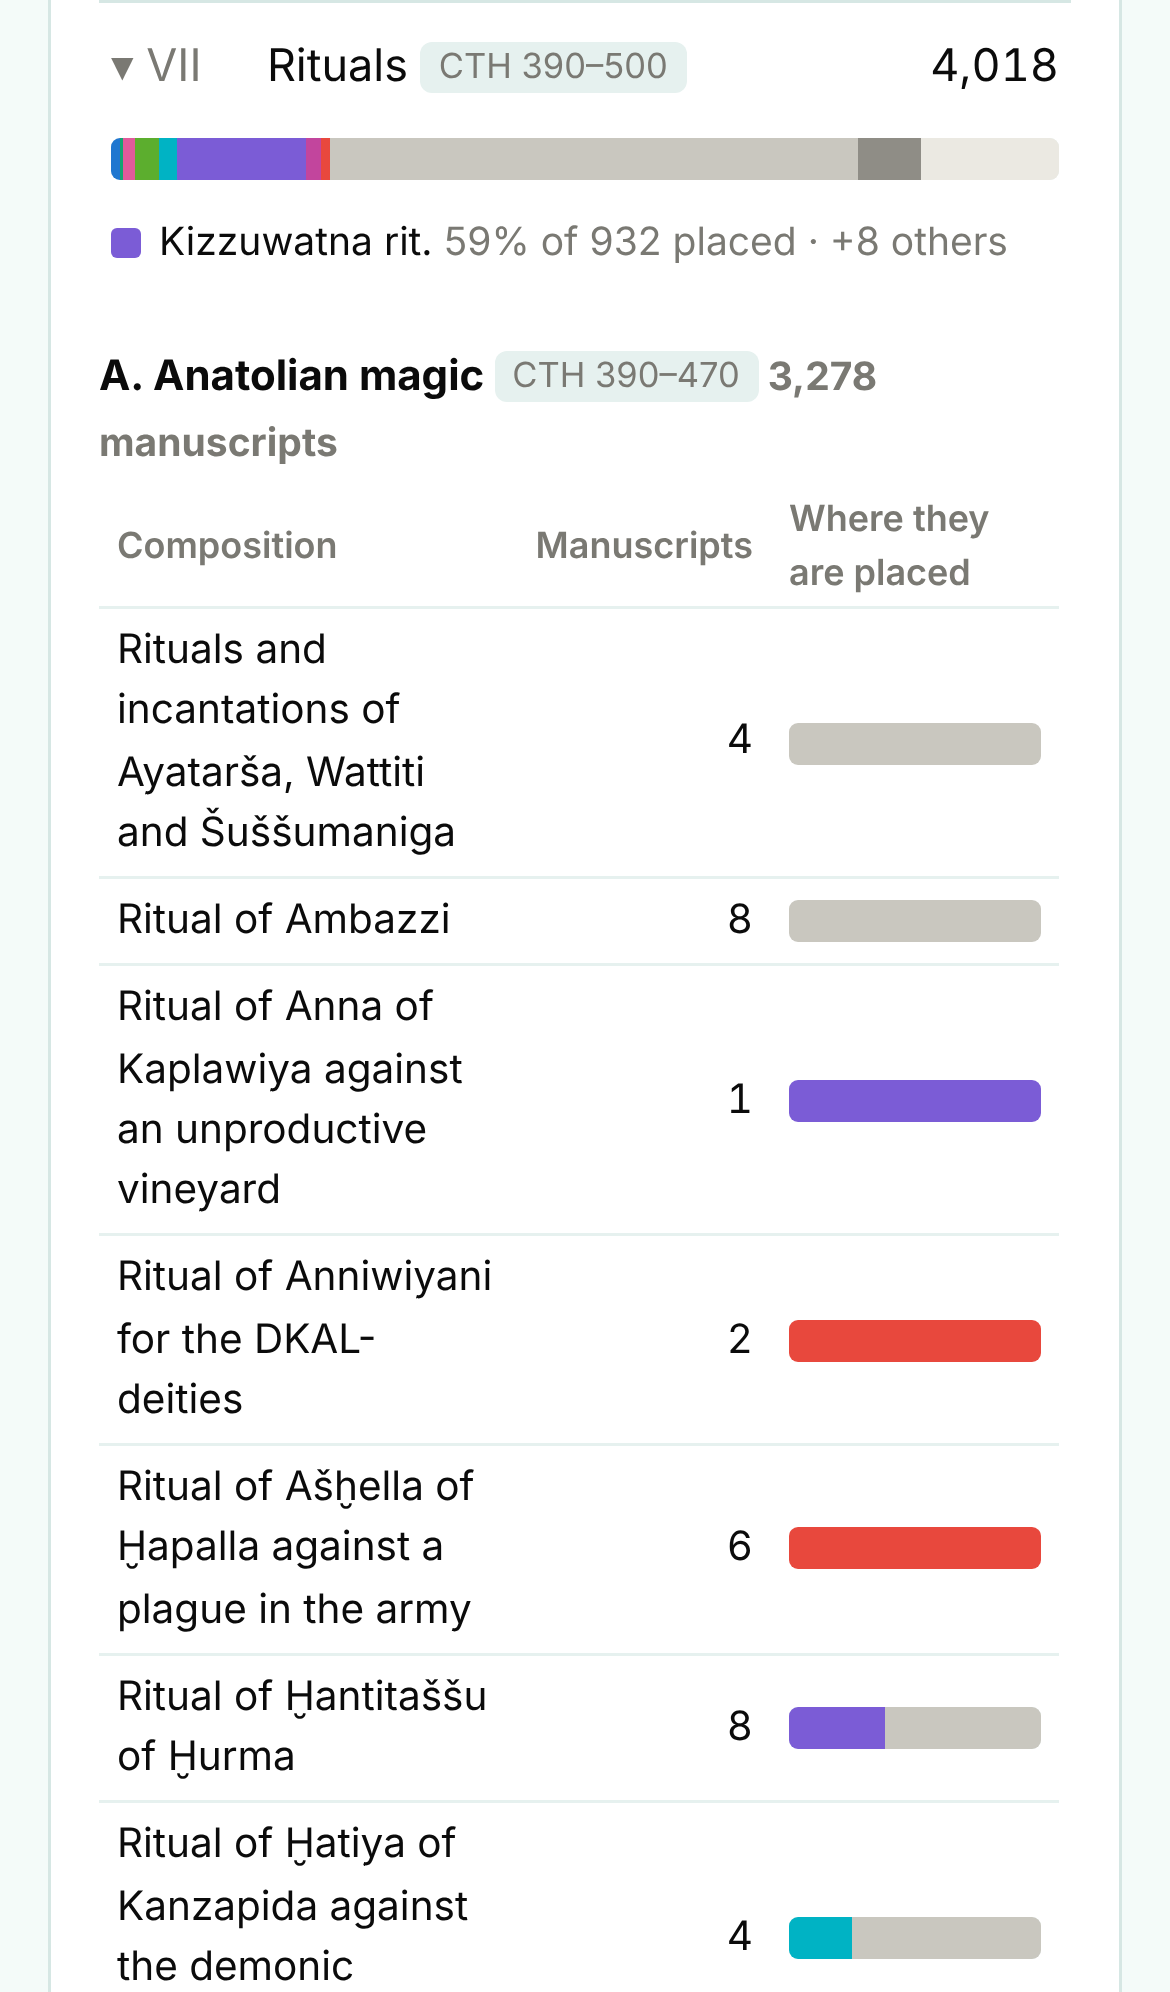 ▼ VII Rituals CTH 390–500 4,018
Kizzuwatna rit. 59% of 932 placed · +8 others
A. Anatolian magic CTH 390–470 3,278
manuscripts
Composition Manuscripts Where they
are placed
Rituals and
incantations of
Ayatarša, Wattiti
and Šuššumaniga
4
Ritual of Ambazzi 8
Ritual of Anna of
Kaplawiya against
an unproductive
vineyard
1
Ritual of Anniwiyani
for the DKAL-
deities
2
Ritual of Ašḫella of
Ḫapalla against a
plague in the army
6
Ritual of Ḫantitaššu
of Ḫurma
8
Ritual of Ḫatiya of
Kanzapida against
the demonic
4